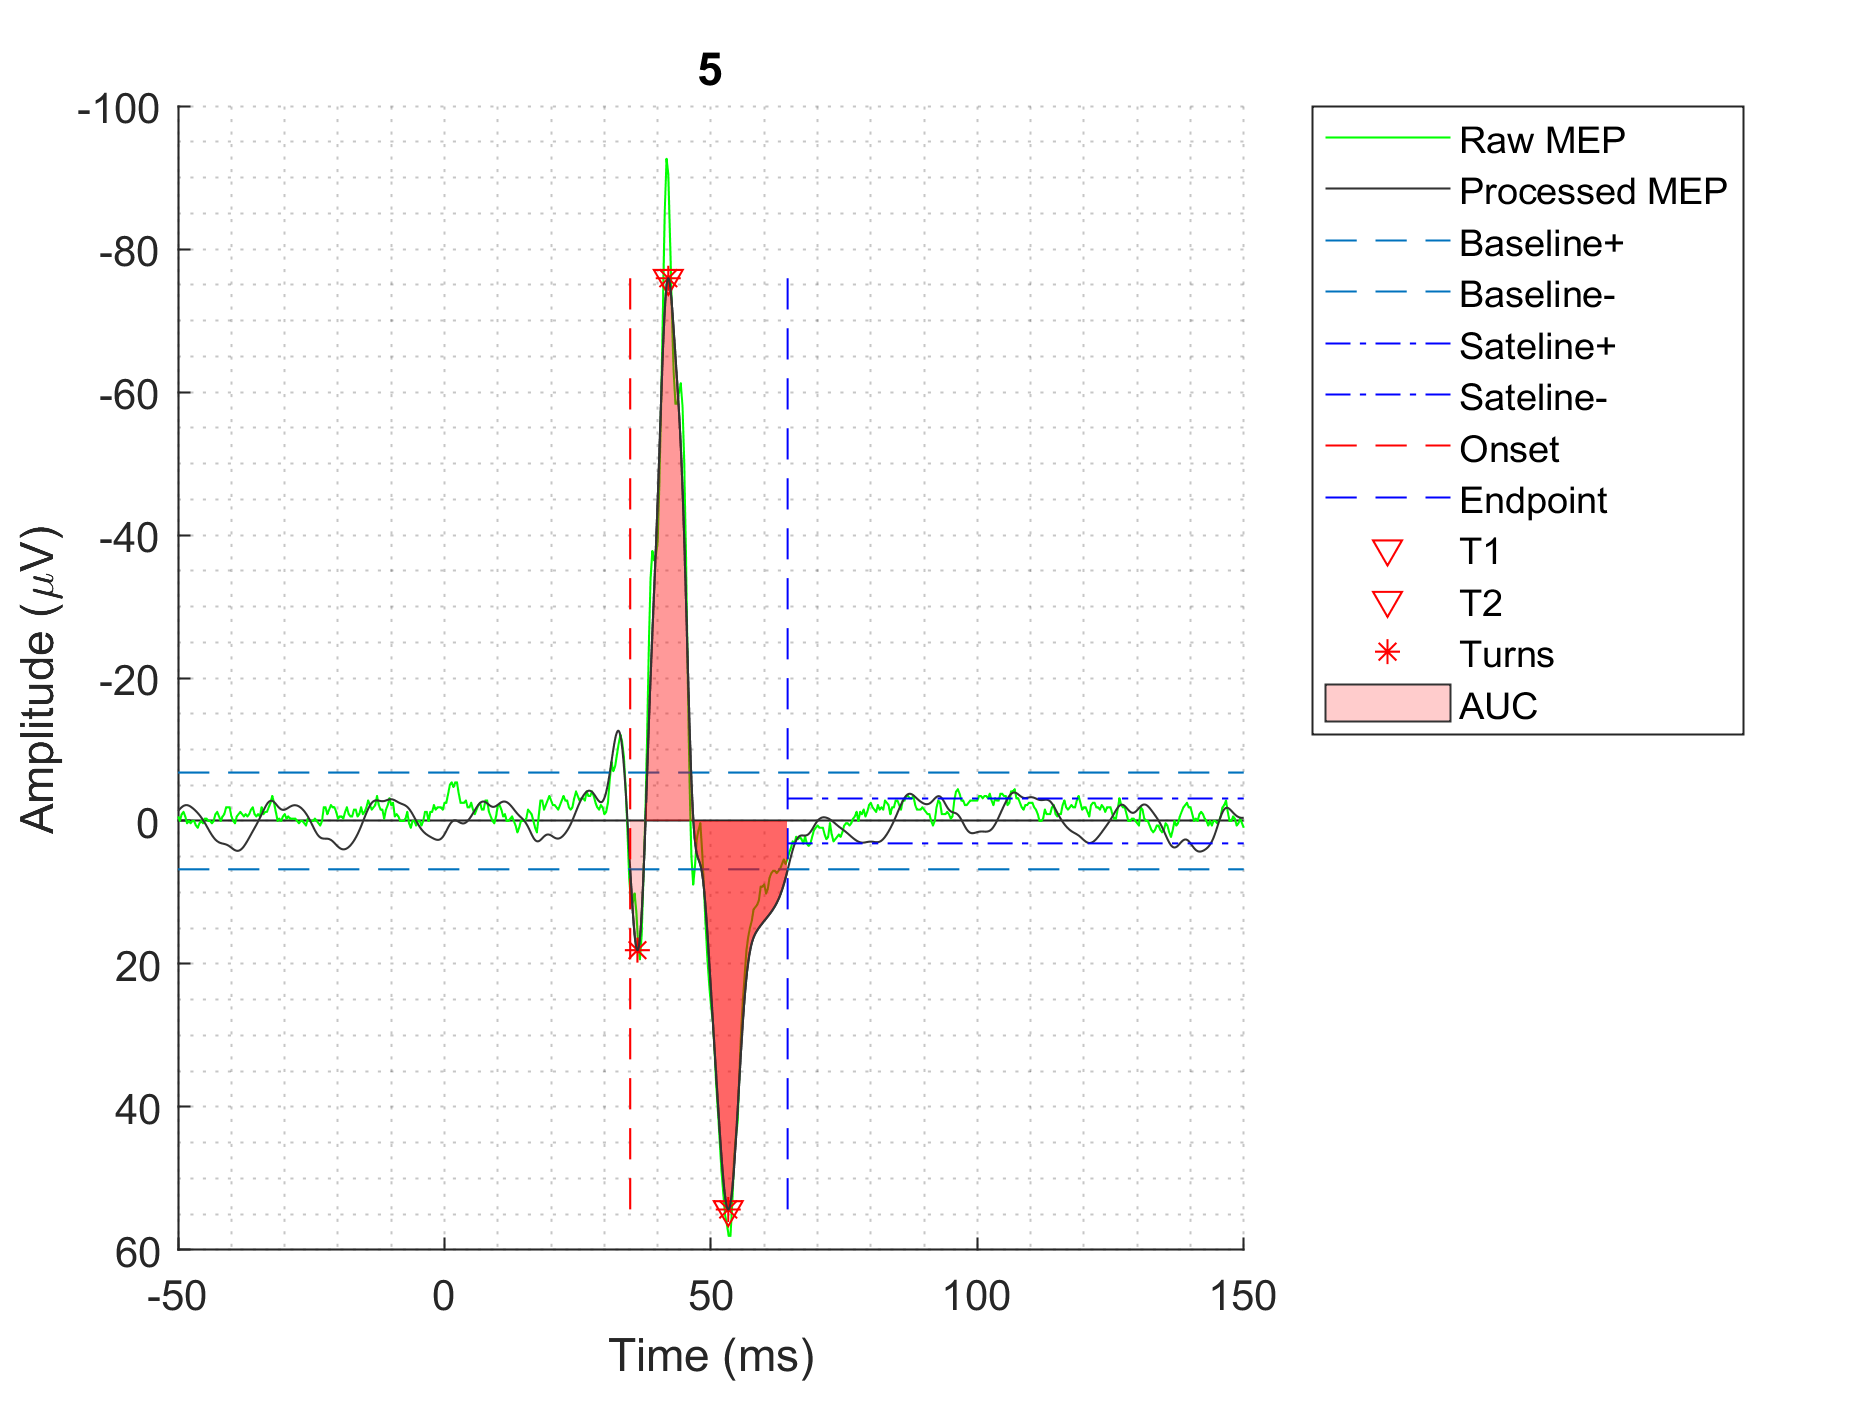 5
-100
-80
-60
-40
-20
0
20
40
60
Amplitude (μV)
-50
0
50
100
150
Time (ms)
Raw MEP
Processed MEP
Baseline+
Baseline-
Sateline+
Sateline-
Onset
Endpoint
T1
T2
Turns
AUC